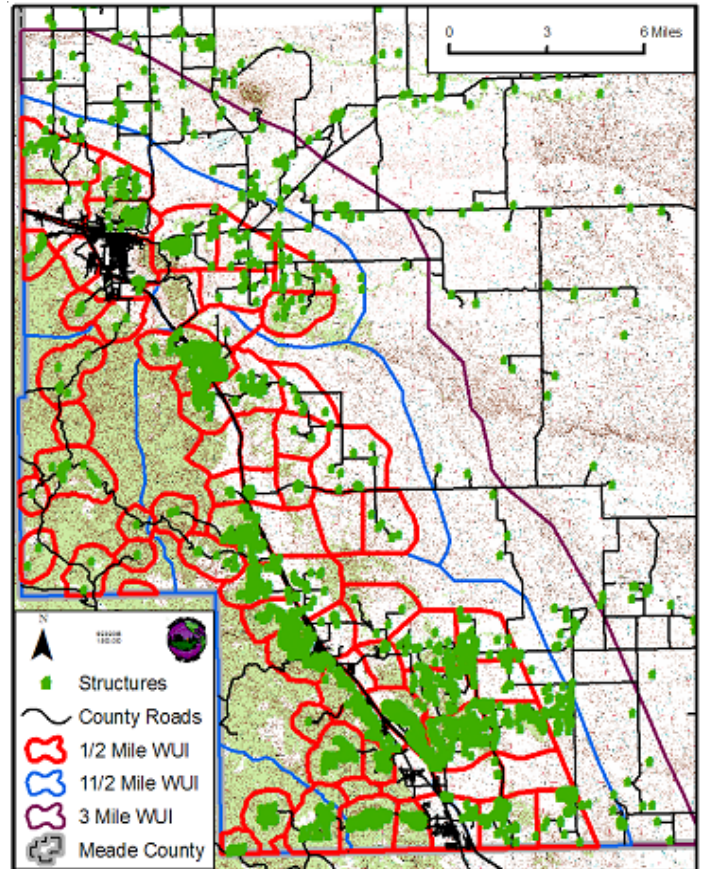 0 3 6 Miles
N
Structures
County Roads
1/2 Mile WUI
11/2 Mile WUI
3 Mile WUI
Meade County